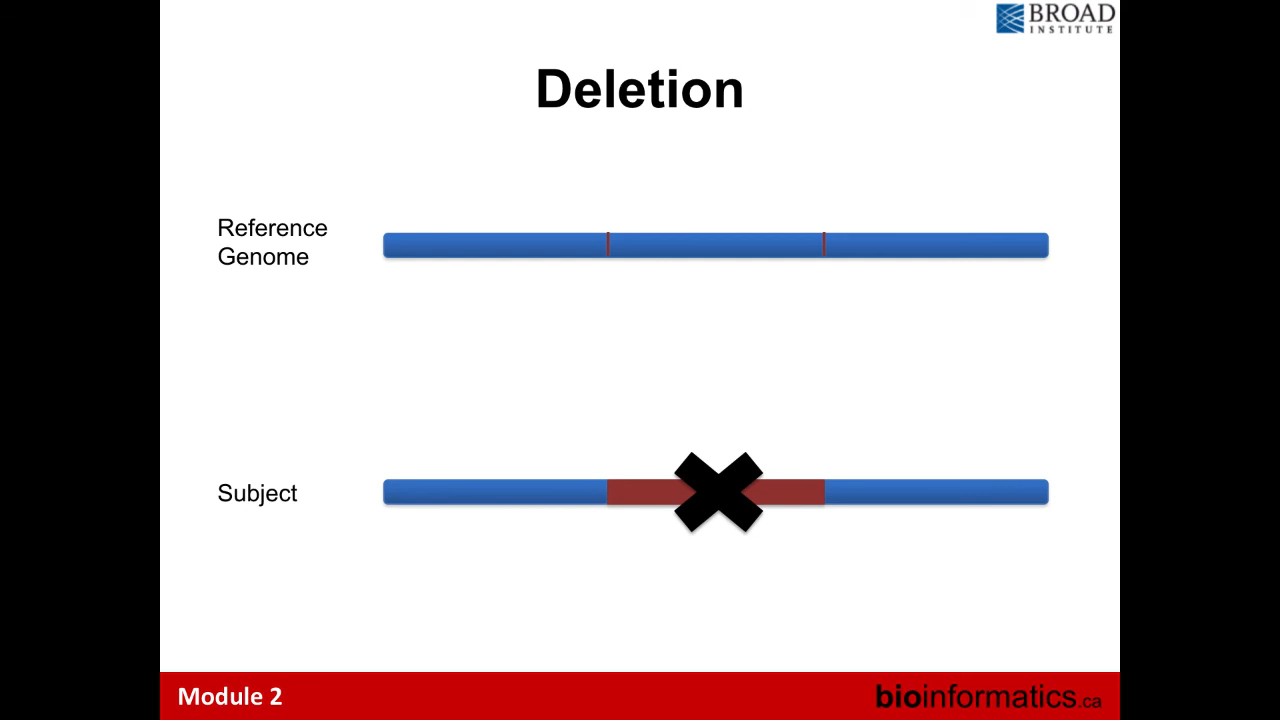 BROAD
INSTITUTE
Deletion
Reference
Genome
Subject
Module 2
bioinformatics.ca